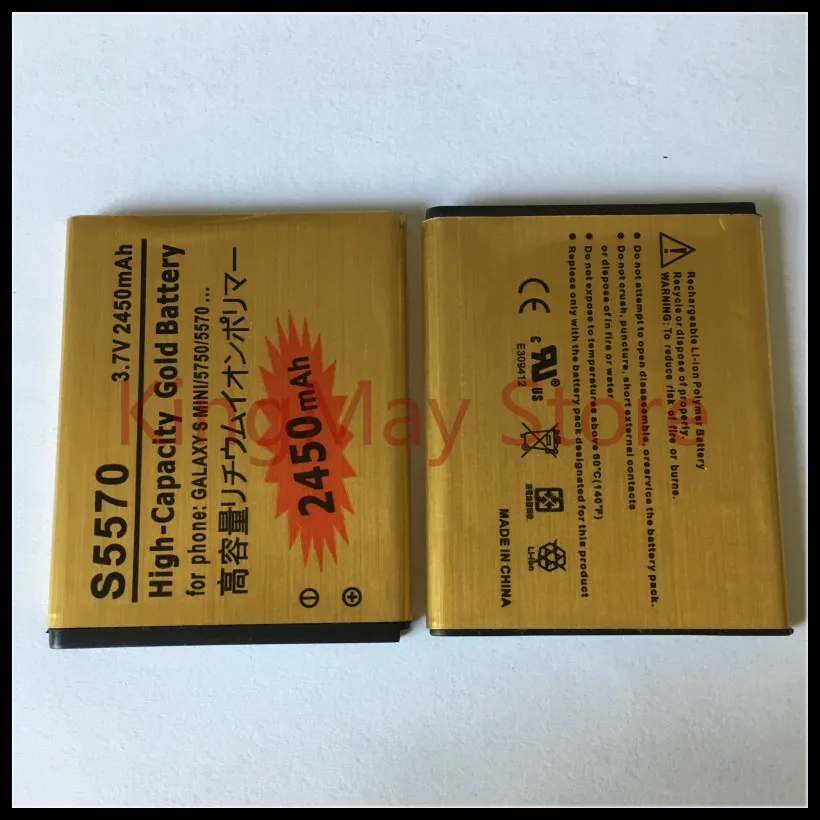 S5570
3.7V 2450mAh
High-Capacity Gold Battery
for phone: GALAXY S MINI/5750/5570 ...
高容量リチウムイオンポリマー
2450mAh
King May Store
Rechargeable Li-ion Polymer Battery
Recycle or dispose of properly.
WARNING: To reduce risk of fire or burns.
● Do not attempt to open disassemble, orservice the battery pack.
● Do not crush, puncture, short external contacts
or dispose of in fire or water
● Do not expose to temperatures above 60°C(140°F)
● Replace only with the battery pack designated for this product
CE
c UL us
E309412
Li-ion
MADE IN CHINA